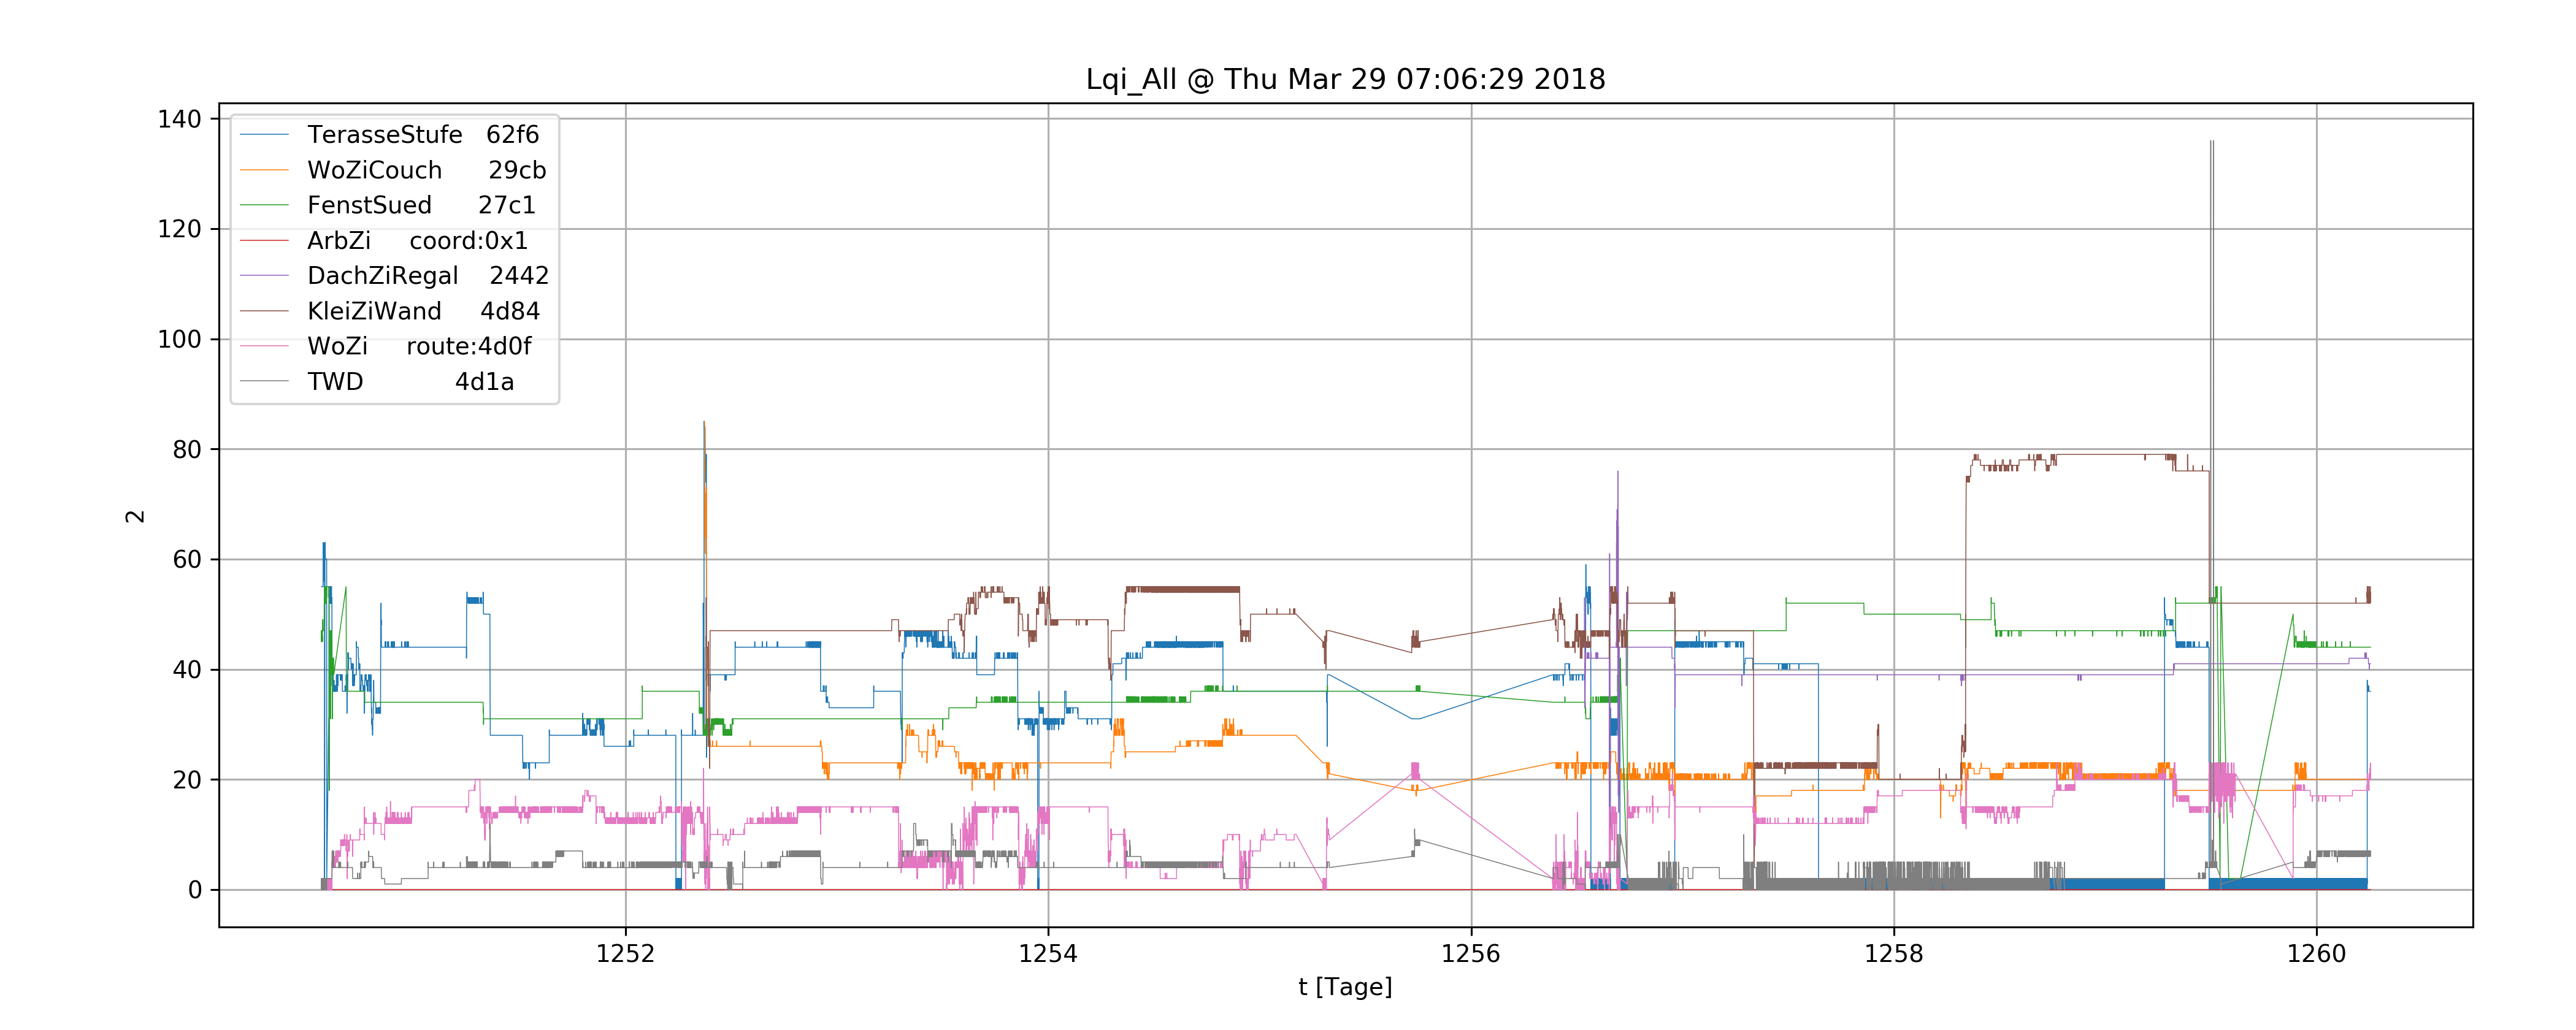 Lqi_All @ Thu Mar 29 07:06:29 2018
140
120
100
80
60
40
20
0
2
TerasseStufe 62f6
WoZiCouch 29cb
FenstSued 27c1
ArbZi coord:0x1
DachZiRegal 2442
KleiZiWand 4d84
WoZi route:4d0f
TWD 4d1a
1252 1254 1256 1258 1260
t [Tage]